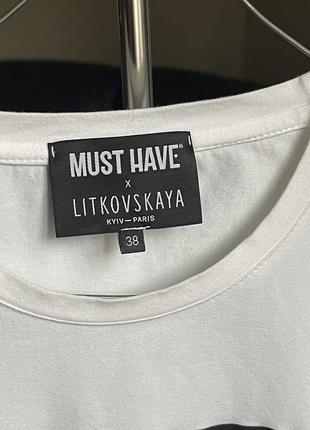 MUST HAVE®
x
LITKOVSKAYA
KYIV—PARIS
38